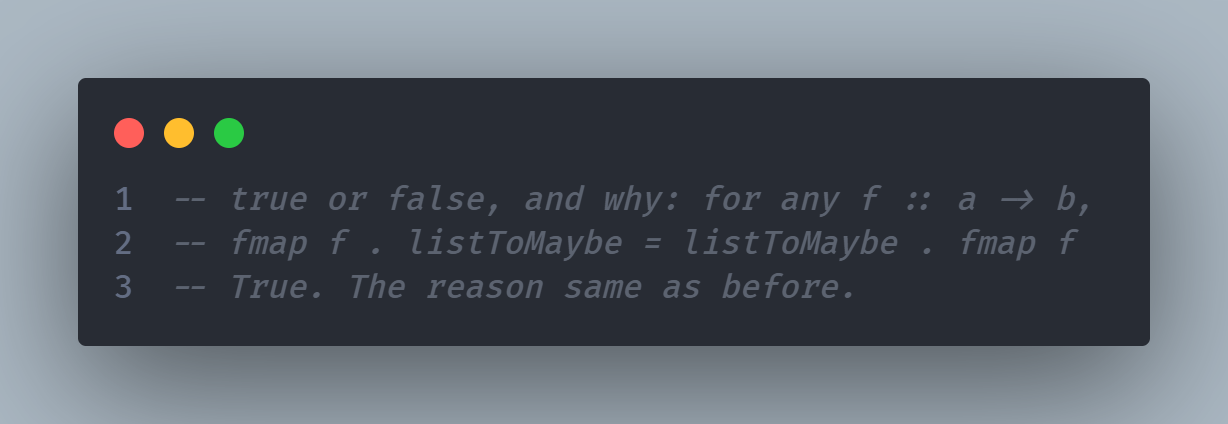 1 -- true or false, and why: for any f :: a -> b,
2 -- fmap f . listToMaybe = listToMaybe . fmap f
3 -- True. The reason same as before.